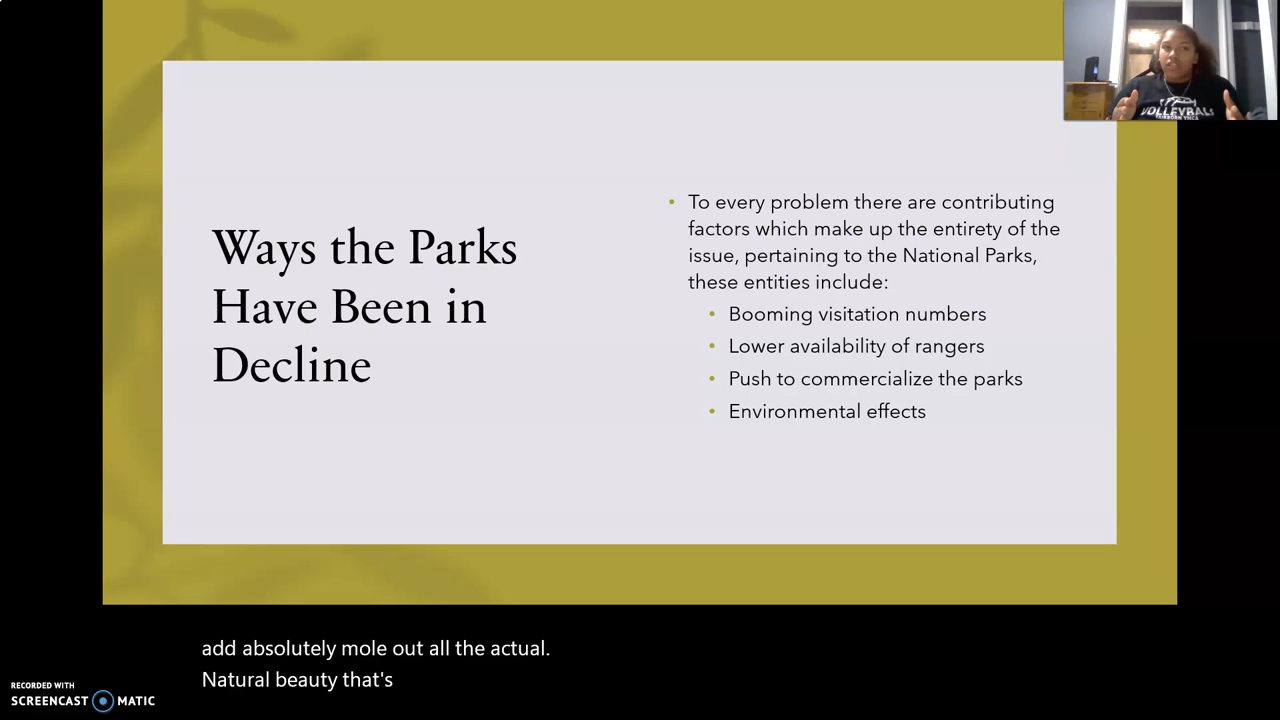 VOLLEYBALL
FAIRBORN YMCA
Ways the Parks
Have Been in
Decline
• To every problem there are contributing
factors which make up the entirety of the
issue, pertaining to the National Parks,
these entities include:
• Booming visitation numbers
• Lower availability of rangers
• Push to commercialize the parks
• Environmental effects
add absolutely mole out all the actual.
Natural beauty that's
RECORDED WITH
SCREENCAST MATIC